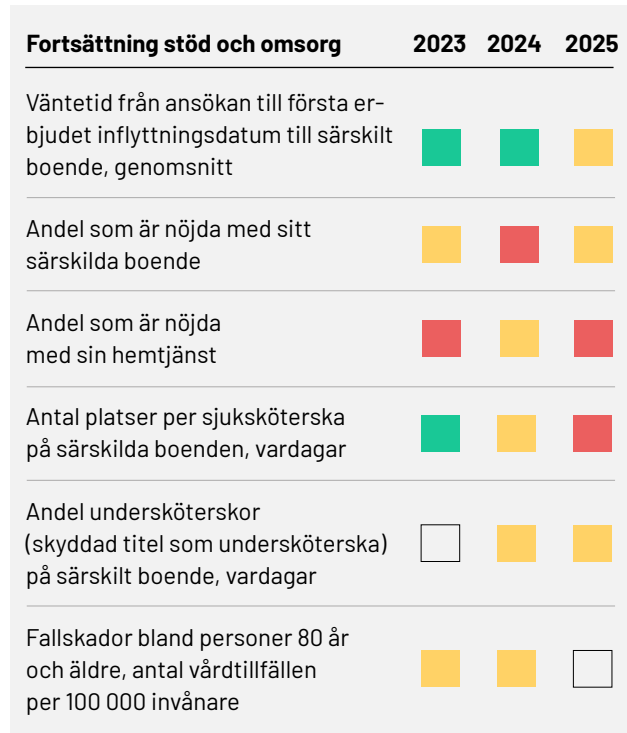 Fortsättning stöd och omsorg 2023 2024 2025
Väntetid från ansökan till första er-
bjudet inflyttningsdatum till särskilt
boende, genomsnitt
Andel som är nöjda med sitt
särskilda boende
Andel som är nöjda
med sin hemtjänst
Antal platser per sjuksköterska
på särskilda boenden, vardagar
Andel undersköterskor
(skyddad titel som undersköterska)
på särskilt boende, vardagar
Fallskador bland personer 80 år
och äldre, antal vårdtillfällen
per 100 000 invånare